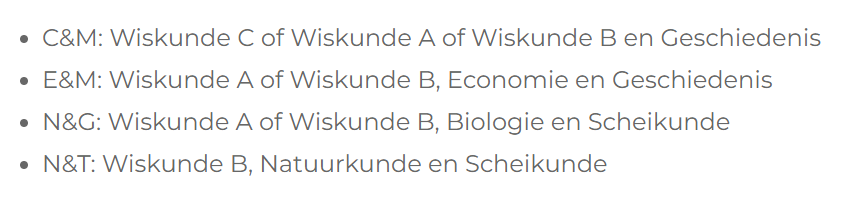 • C&M: Wiskunde C of Wiskunde A of Wiskunde B en Geschiedenis
• E&M: Wiskunde A of Wiskunde B, Economie en Geschiedenis
• N&G: Wiskunde A of Wiskunde B, Biologie en Scheikunde
• N&T: Wiskunde B, Natuurkunde en Scheikunde